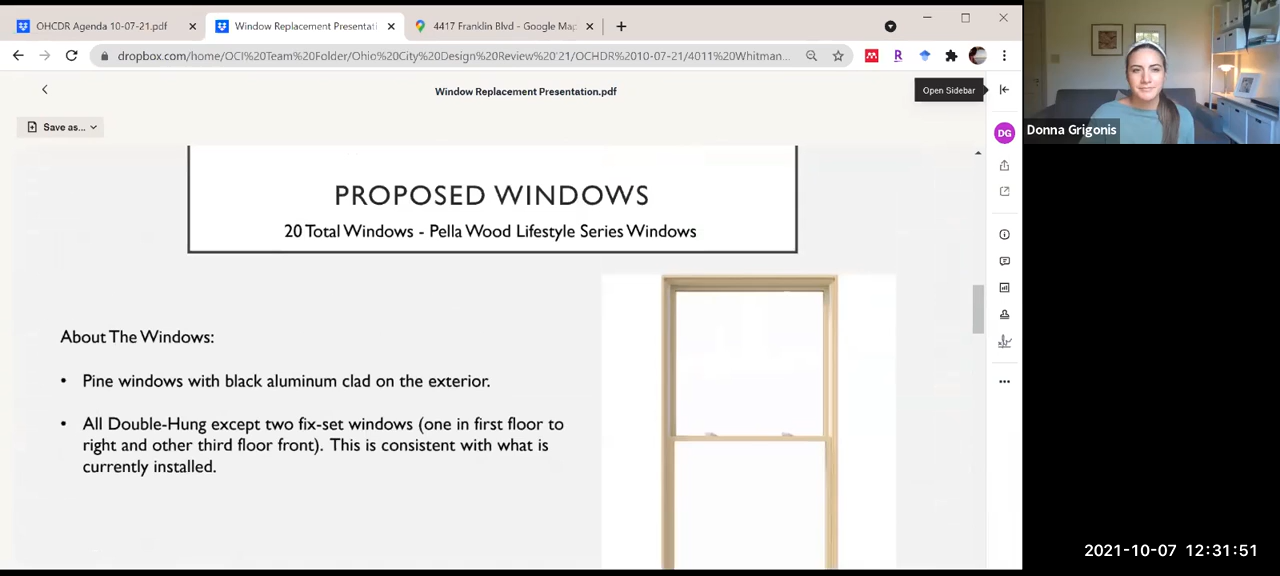 OHCDR Agenda 10-07-21.pdf
Window Replacement Presentati
4417 Franklin Blvd - Google Map
dropbox.com/home/OCI%20Team%20Folder/Ohio%20City%20Design%20Review%20'21/OCHDR%2010-07-21/4011%20Whitman...
R
Window Replacement Presentation.pdf
Open Sidebar
Save as...
DG
PROPOSED WINDOWS
20 Total Windows - Pella Wood Lifestyle Series Windows
About The Windows:
• Pine windows with black aluminum clad on the exterior.
• All Double-Hung except two fix-set windows (one in first floor to
right and other third floor front). This is consistent with what is
currently installed.
Donna Grigonis
2021-10-07 12:31:51